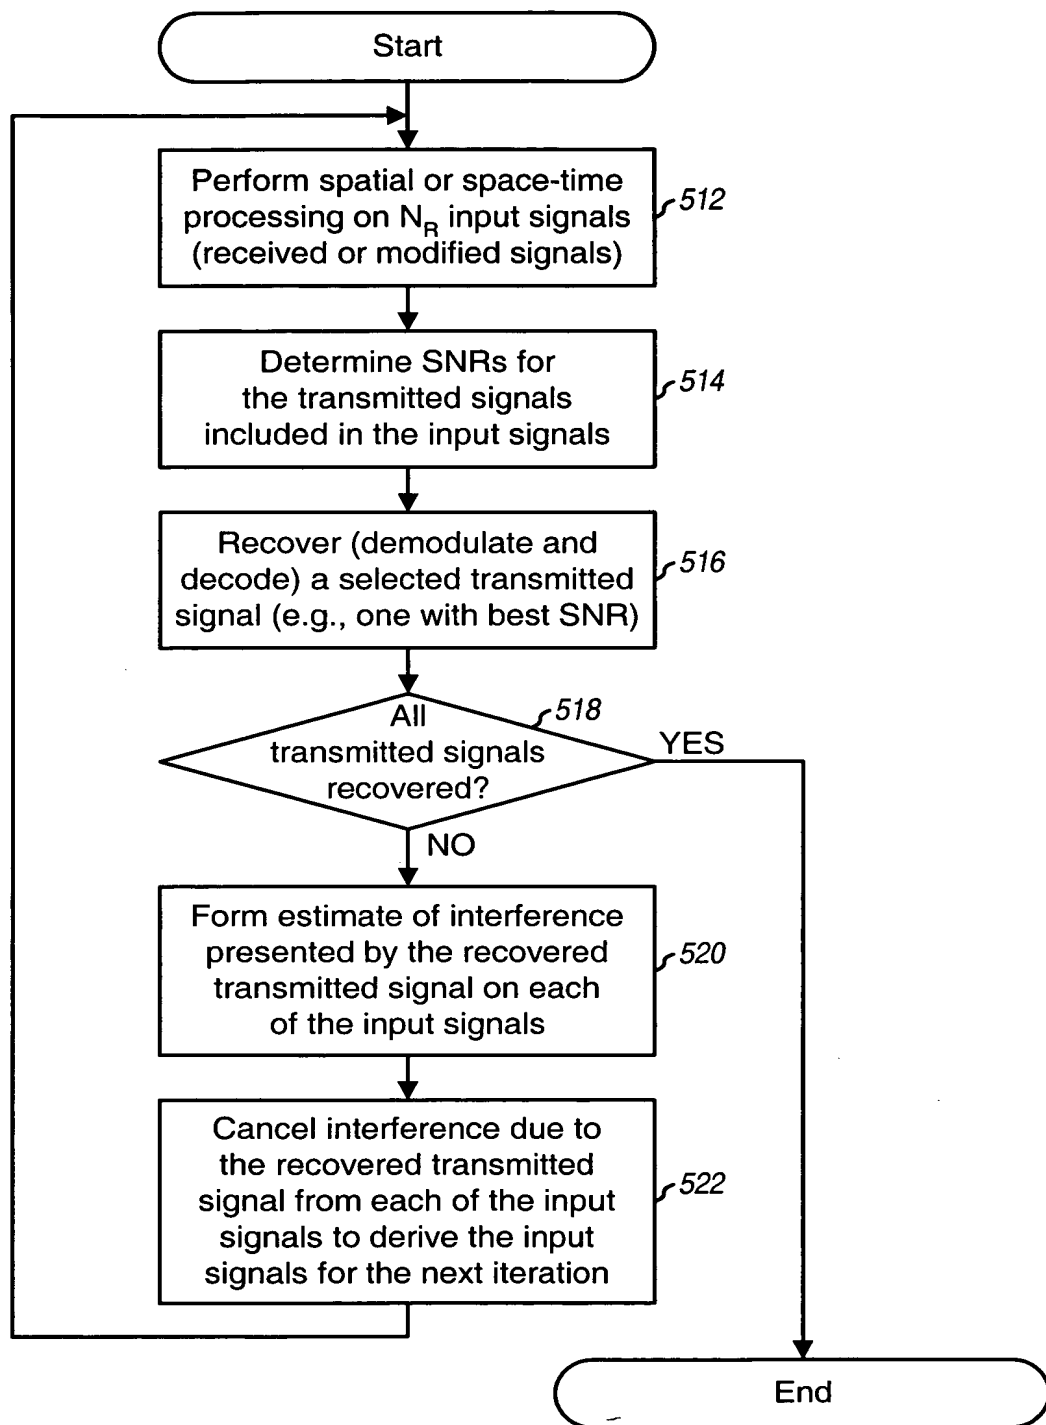 Start
Perform spatial or space-time
processing on NR input signals
(received or modified signals)
512
Determine SNRs for
the transmitted signals
included in the input signals
514
Recover (demodulate and
decode) a selected transmitted
signal (e.g., one with best SNR)
516
518
All
transmitted signals
recovered?
YES
NO
Form estimate of interference
presented by the recovered
transmitted signal on each
of the input signals
520
Cancel interference due to
the recovered transmitted
signal from each of the input
signals to derive the input
signals for the next iteration
522
End